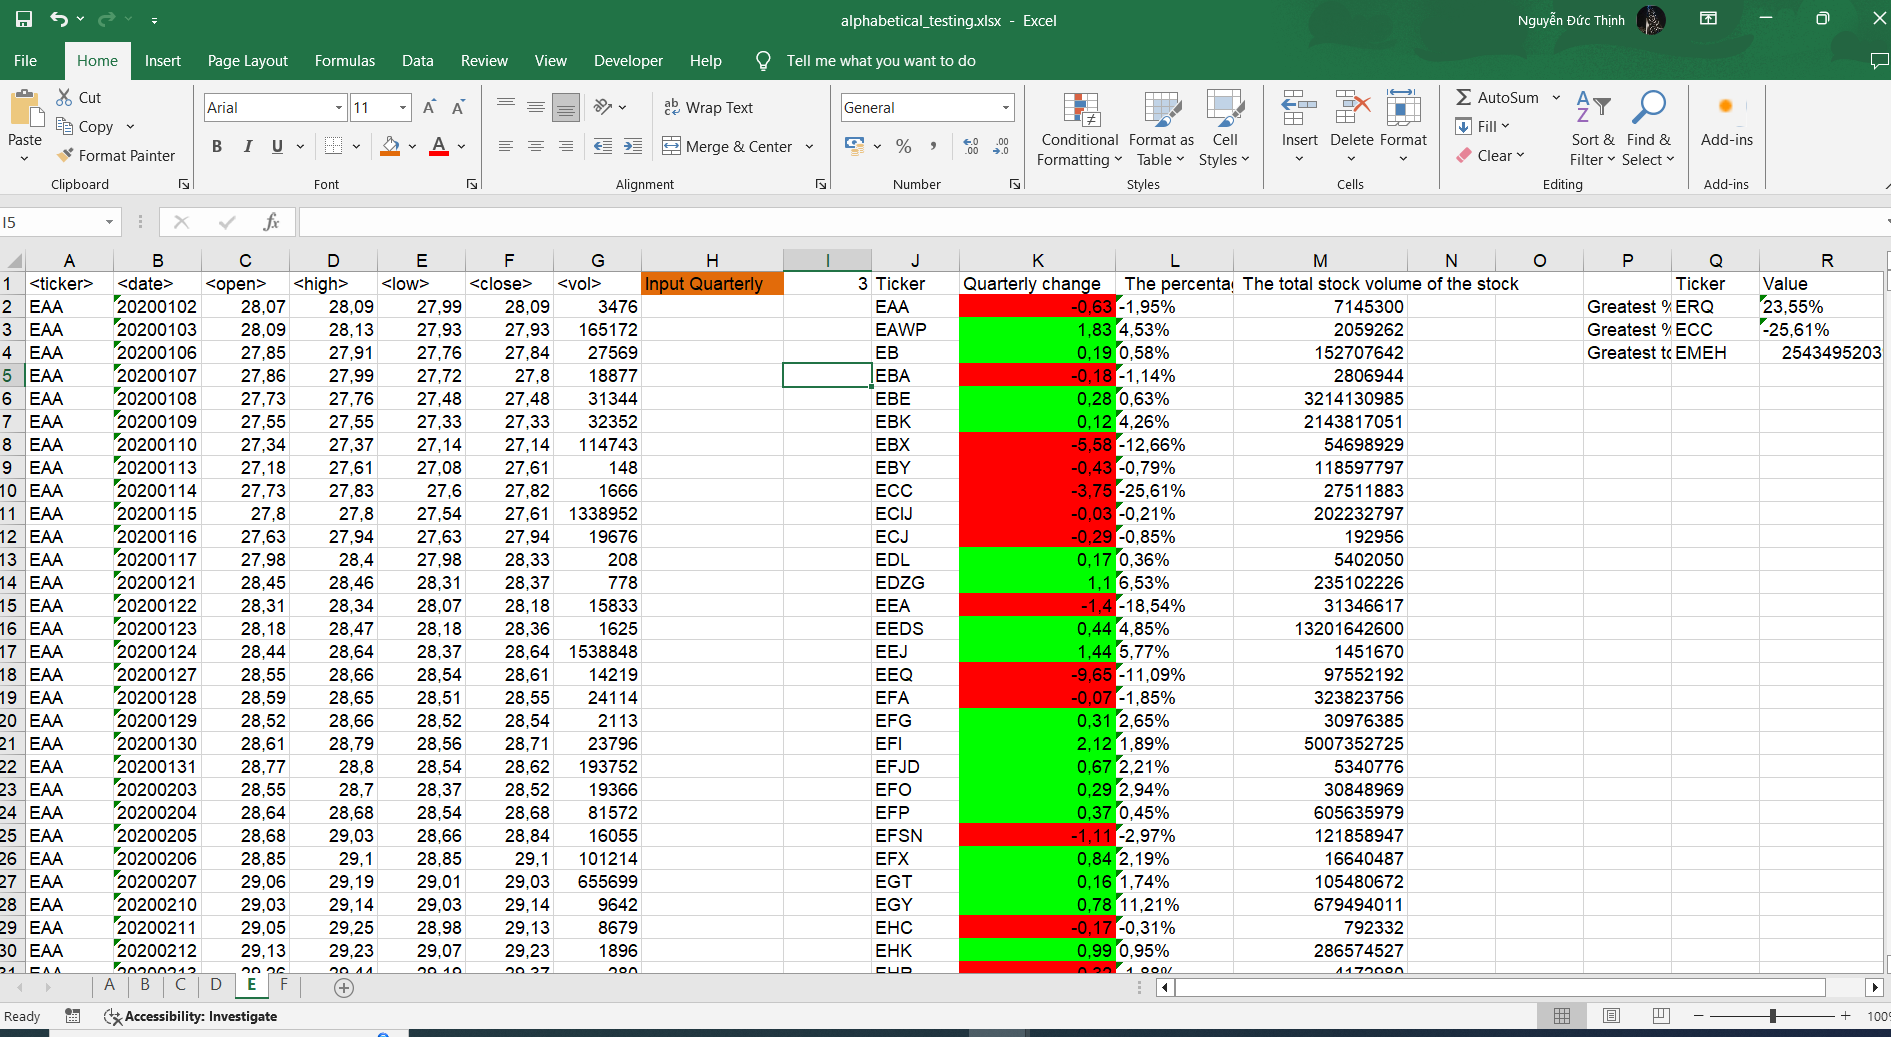 alphabetical_testing.xlsx - Excel
Nguyễn Đức Thịnh
File Home Insert Page Layout Formulas Data Review View Developer Help Tell me what you want to do
Paste
Cut
Copy
Format Painter
Clipboard
Arial 11
B I U
Font
Wrap Text
Merge & Center
Alignment
General
% ,
Number
Conditional Formatting
Format as Table
Cell Styles
Styles
Insert Delete Format
Cells
AutoSum
Fill
Clear
Sort & Filter
Find & Select
Editing
Add-ins
Add-ins
I5 fx
A B C D E F G H I J K L M N O P Q R
1 <ticker> <date> <open> <high> <low> <close> <vol> Input Quarterly 3 Ticker Quarterly change The percenta The total stock volume of the stock Ticker Value
2 EAA 20200102 28,07 28,09 27,99 28,09 3476 EAA -0,63 -1,95% 7145300 Greatest % ERQ 23,55%
3 EAA 20200103 28,09 28,13 27,93 27,93 165172 EAWP 1,83 4,53% 2059262 Greatest % ECC -25,61%
4 EAA 20200106 27,85 27,91 27,76 27,84 27569 EB 0,19 0,58% 152707642 Greatest to EMEH 2543495203
5 EAA 20200107 27,86 27,99 27,72 27,8 18877 EBA -0,18 -1,14% 2806944
6 EAA 20200108 27,73 27,76 27,48 27,48 31344 EBE 0,28 0,63% 3214130985
7 EAA 20200109 27,55 27,55 27,33 27,33 32352 EBK 0,12 4,26% 2143817051
8 EAA 20200110 27,34 27,37 27,14 27,14 114743 EBX -5,58 -12,66% 54698929
9 EAA 20200113 27,18 27,61 27,08 27,61 148 EBY -0,43 -0,79% 118597797
10 EAA 20200114 27,73 27,83 27,6 27,82 1666 ECC -3,75 -25,61% 27511883
11 EAA 20200115 27,8 27,8 27,54 27,61 1338952 ECIJ -0,03 -0,21% 202232797
12 EAA 20200116 27,63 27,94 27,63 27,94 19676 ECJ -0,29 -0,85% 192956
13 EAA 20200117 27,98 28,4 27,98 28,33 208 EDL 0,17 0,36% 5402050
14 EAA 20200121 28,45 28,46 28,31 28,37 778 EDZG 1,1 6,53% 235102226
15 EAA 20200122 28,31 28,34 28,07 28,18 15833 EEA -1,4 -18,54% 31346617
16 EAA 20200123 28,18 28,47 28,18 28,36 1625 EEDS 0,44 4,85% 13201642600
17 EAA 20200124 28,44 28,64 28,37 28,64 1538848 EEJ 1,44 5,77% 1451670
18 EAA 20200127 28,55 28,66 28,54 28,61 14219 EEQ -9,65 -11,09% 97552192
19 EAA 20200128 28,59 28,65 28,51 28,55 24114 EFA -0,07 -1,85% 323823756
20 EAA 20200129 28,52 28,66 28,52 28,54 2113 EFG 0,31 2,65% 30976385
21 EAA 20200130 28,61 28,79 28,56 28,71 23796 EFI 2,12 1,89% 5007352725
22 EAA 20200131 28,77 28,8 28,54 28,62 193752 EFJD 0,67 2,21% 5340776
23 EAA 20200203 28,55 28,7 28,37 28,52 19366 EFO 0,29 2,94% 30848969
24 EAA 20200204 28,64 28,68 28,54 28,68 81572 EFP 0,37 0,45% 605635979
25 EAA 20200205 28,68 29,03 28,66 28,84 16055 EFSN -1,11 -2,97% 121858947
26 EAA 20200206 28,85 29,1 28,85 29,1 101214 EFX 0,84 2,19% 16640487
27 EAA 20200207 29,06 29,19 29,01 29,03 655699 EGT 0,16 1,74% 105480672
28 EAA 20200210 29,03 29,14 29,03 29,14 9642 EGY 0,78 11,21% 679494011
29 EAA 20200211 29,05 29,25 28,98 29,13 8679 EHC -0,17 -0,31% 792332
30 EAA 20200212 29,13 29,23 29,07 29,23 1896 EHK 0,99 0,95% 286574527
A B C D E F
Ready Accessibility: Investigate 100%